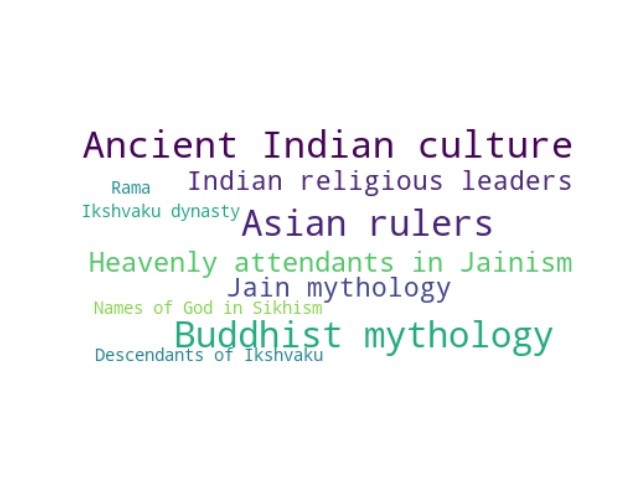 Ancient Indian culture
Indian religious leaders
Rama
Ikshvaku dynasty
Asian rulers
Heavenly attendants in Jainism
Jain mythology
Names of God in Sikhism
Buddhist mythology
Descendants of Ikshvaku